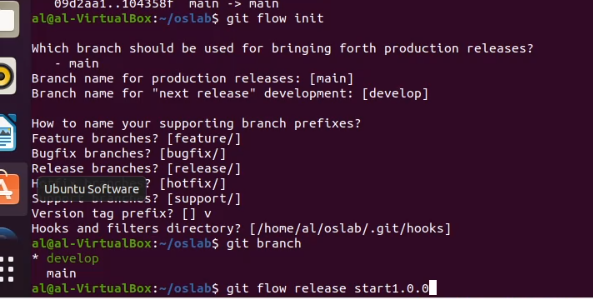 09d2aa1..104358f  main -> main
al@al-VirtualBox:~/oslab$ git flow init

Which branch should be used for bringing forth production releases?
   - main
Branch name for production releases: [main]
Branch name for "next release" development: [develop]

How to name your supporting branch prefixes?
Feature branches? [feature/]
Bugfix branches? [bugfix/]
Release branches? [release/]
branches? [hotfix/]
Ubuntu Software
branches? [support/]
Version tag prefix? [] v
Hooks and filters directory? [/home/al/oslab/.git/hooks]
al@al-VirtualBox:~/oslab$ git branch
* develop
  main
al@al-VirtualBox:~/oslab$ git flow release start1.0.0